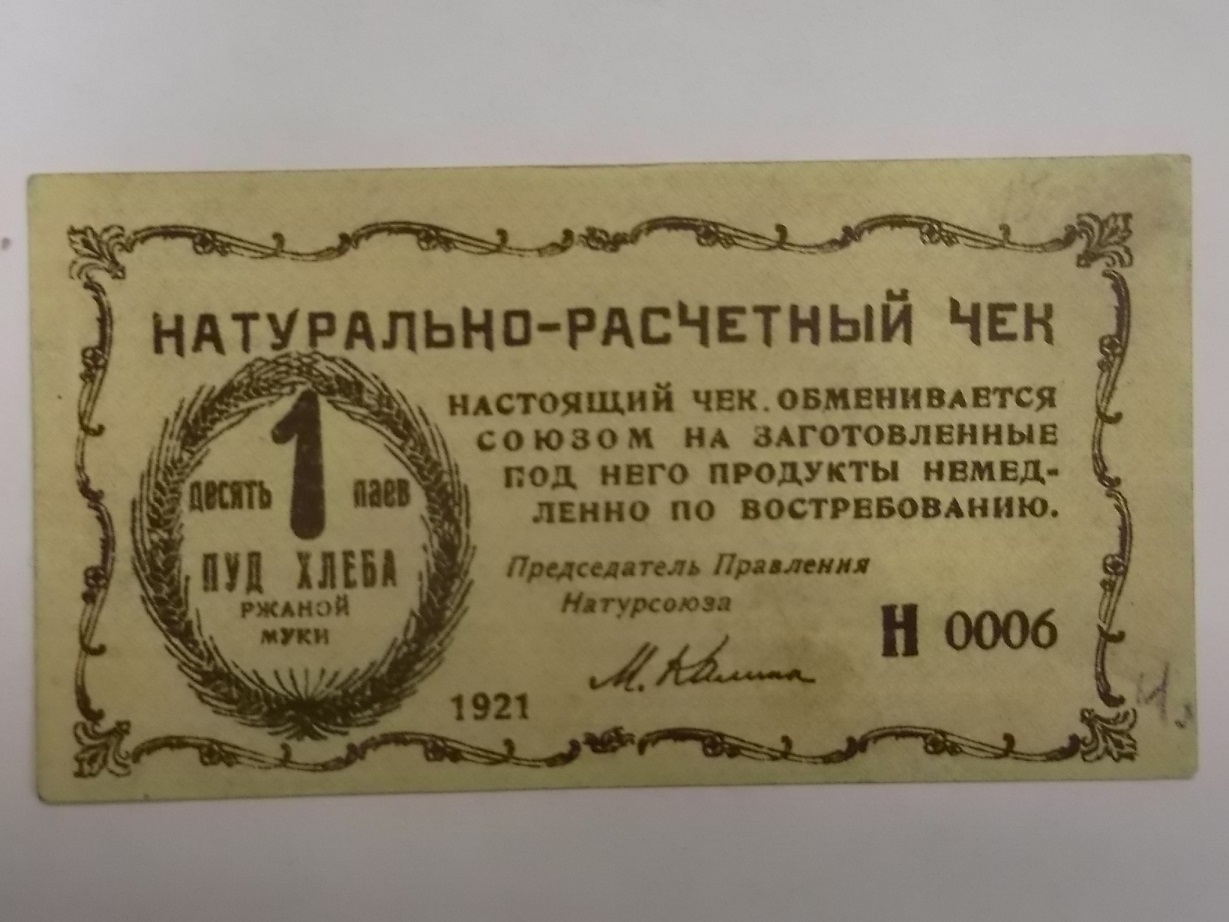 НАТУРАЛЬНО-РАСЧЕТНЫЙ ЧЕК
1
ДЕСЯТЬ ПАЕВ
ПУД ХЛЕБА
РЖАНОЙ
МУКИ
НАСТОЯЩИЙ ЧЕК. ОБМЕНИВАЕТСЯ
СОЮЗОМ НА ЗАГОТОВЛЕННЫЕ
ПОД НЕГО ПРОДУКТЫ НЕМЕД-
ЛЕННО ПО ВОСТРЕБОВАНИЮ.
Председатель Правления
Натурсоюза
М.
Н 0006
1921